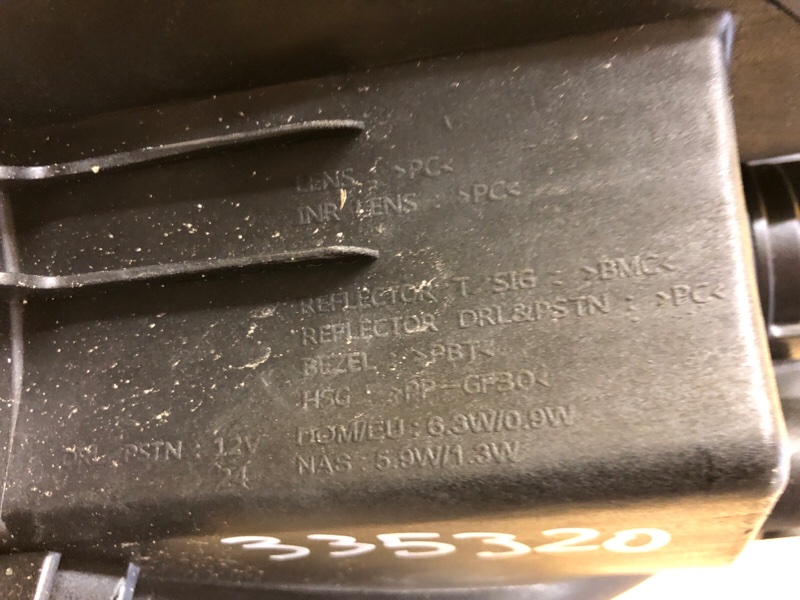 LENS : >PC<
INR LENS : >PC<
REFLECTOR T/SIG : >BMC<
REFLECTOR DRL&PSTN : >PC<
BEZEL : >PBT<
HSG : >PP-GF30<
DRL/PSTN : 12V DOM/EU : 6.3W/0.9W
NAS : 5.9W/1.3W
335320